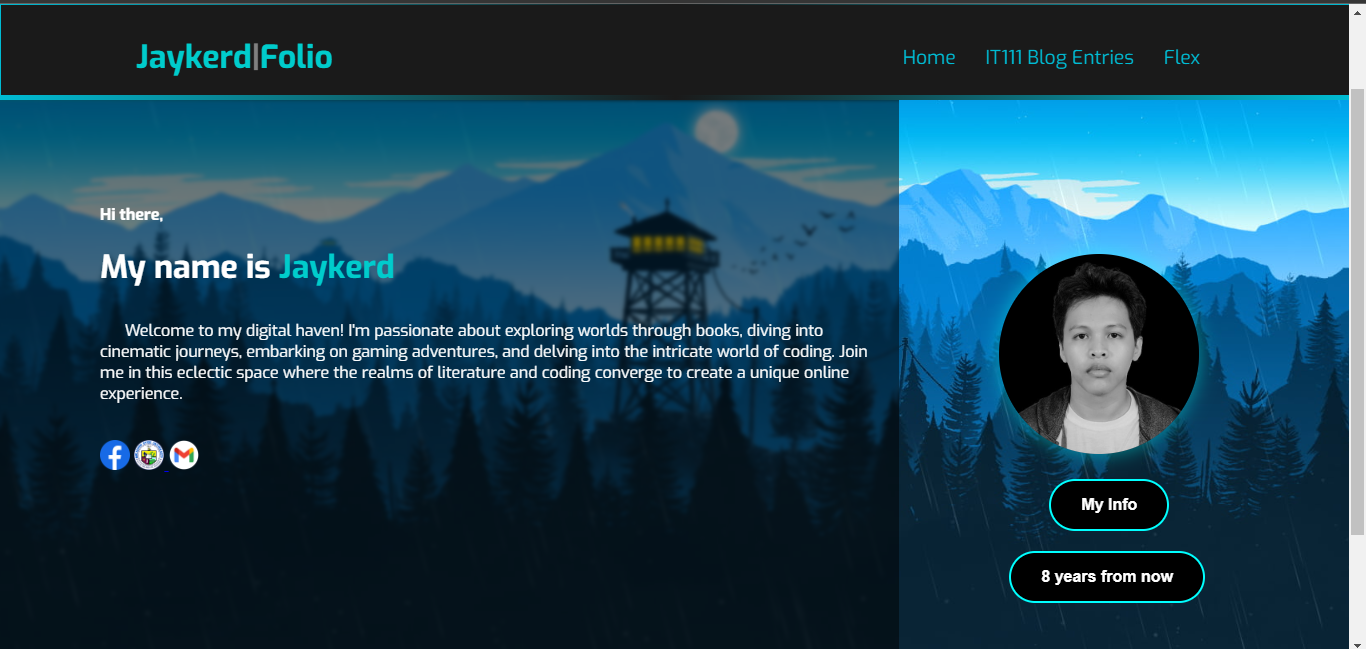 Jaykerd|Folio
Home
IT111 Blog Entries
Flex
Hi there,
My name is Jaykerd
Welcome to my digital haven! I'm passionate about exploring worlds through books, diving into
cinematic journeys, embarking on gaming adventures, and delving into the intricate world of coding. Join
me in this eclectic space where the realms of literature and coding converge to create a unique online
experience.
My Info
8 years from now